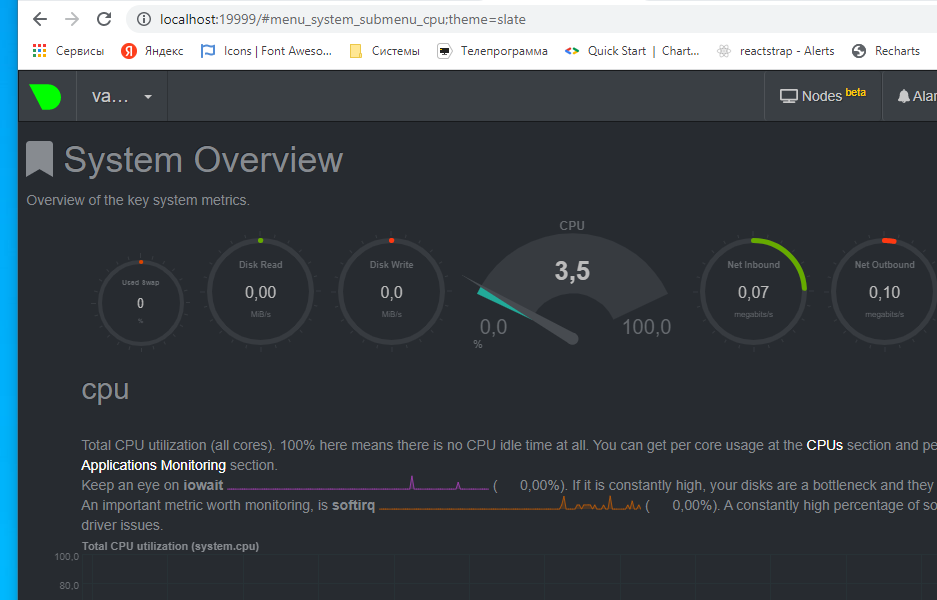 localhost:19999/#menu_system_submenu_cpu;theme=slate
Сервисы Яндекс Icons | Font Aweso... Системы Телепрограмма Quick Start | Chart... reactstrap - Alerts Recharts
va... Nodes beta Alar
System Overview
Overview of the key system metrics.
CPU
Used Swap
0
%
Disk Read
0,00
MiB/s
Disk Write
0,0
MiB/s
3,5
0,0 100,0
%
Net Inbound
0,07
megabits/s
Net Outbound
0,10
megabits/s
cpu
Total CPU utilization (all cores). 100% here means there is no CPU idle time at all. You can get per core usage at the CPUs section and pe
Applications Monitoring section.
Keep an eye on iowait ( 0,00%). If it is constantly high, your disks are a bottleneck and they
An important metric worth monitoring, is softirq ( 0,00%). A constantly high percentage of so
driver issues.
Total CPU utilization (system.cpu)
100,0
80,0